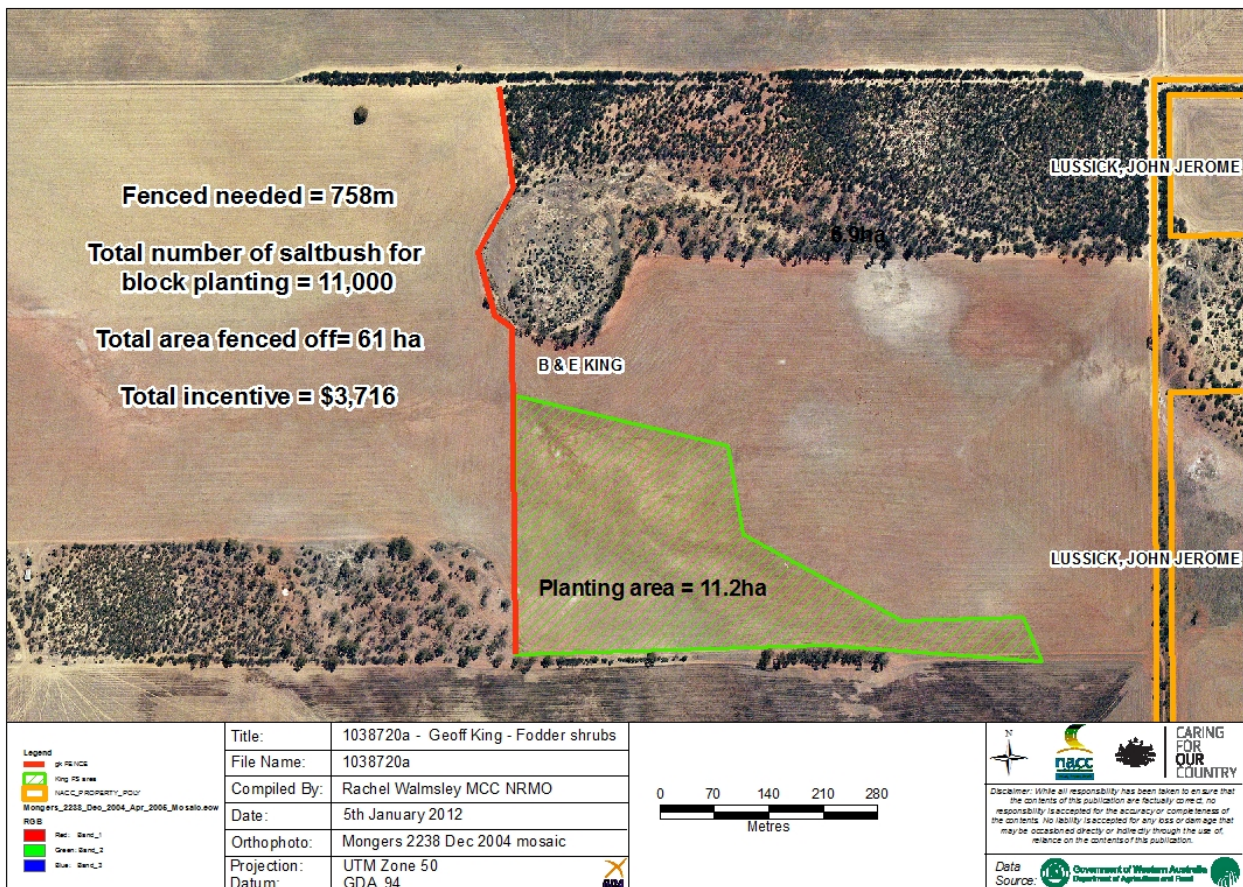 Fenced needed = 758m
Total number of saltbush for
block planting = 11,000
Total area fenced off= 61 ha
Total incentive = $3,716
LUSSICK, JOHN JEROME
6.9ha
B & E KING
LUSSICK, JOHN JEROME
Planting area = 11.2ha
Legend
gk FENCE
King FS area
NACC_PROPERTY_POLY
Mongers_2238_Dec_2004_Apr_2006_Mosaic.ecw
RGB
Red: Band_1
Green: Band_2
Blue: Band_3
Title: 1038720a - Geoff King - Fodder shrubs
File Name: 1038720a
Compiled By: Rachel Walmsley MCC NRMO
Date: 5th January 2012
Orthophoto: Mongers 2238 Dec 2004 mosaic
Projection: UTM Zone 50
Datum: GDA 94
0 70 140 210 280
Metres
N
nacc
CARING
FOR
OUR
COUNTRY
Disclaimer: While all responsibility has been taken to ensure that
the contents of this publication are factually correct, no
responsibility is accepted for the accuracy or completeness of
the contents. No liability is accepted for any loss or damage that
may be occasioned directly or indirectly through the use of,
reliance on the contents of this publication.
Data
Source:
Government of Western Australia
Department of Agriculture and Food